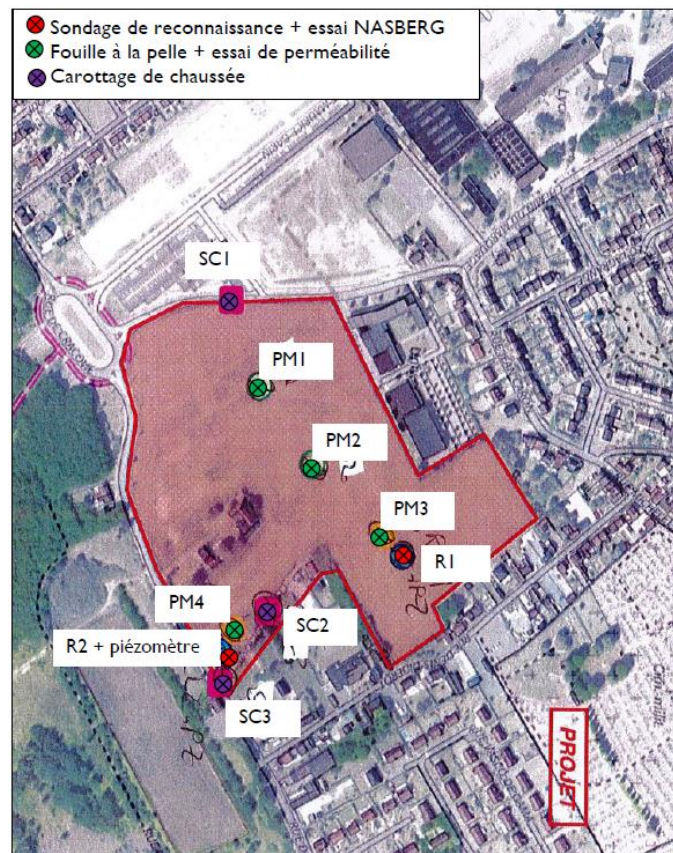 Sondage de reconnaissance + essai NASBERG
Fouille à la pelle + essai de perméabilité
Carottage de chaussée
SC1
PM1
PM2
PM3
R1
PM4
SC2
R2 + piézomètre
SC3
PROJET